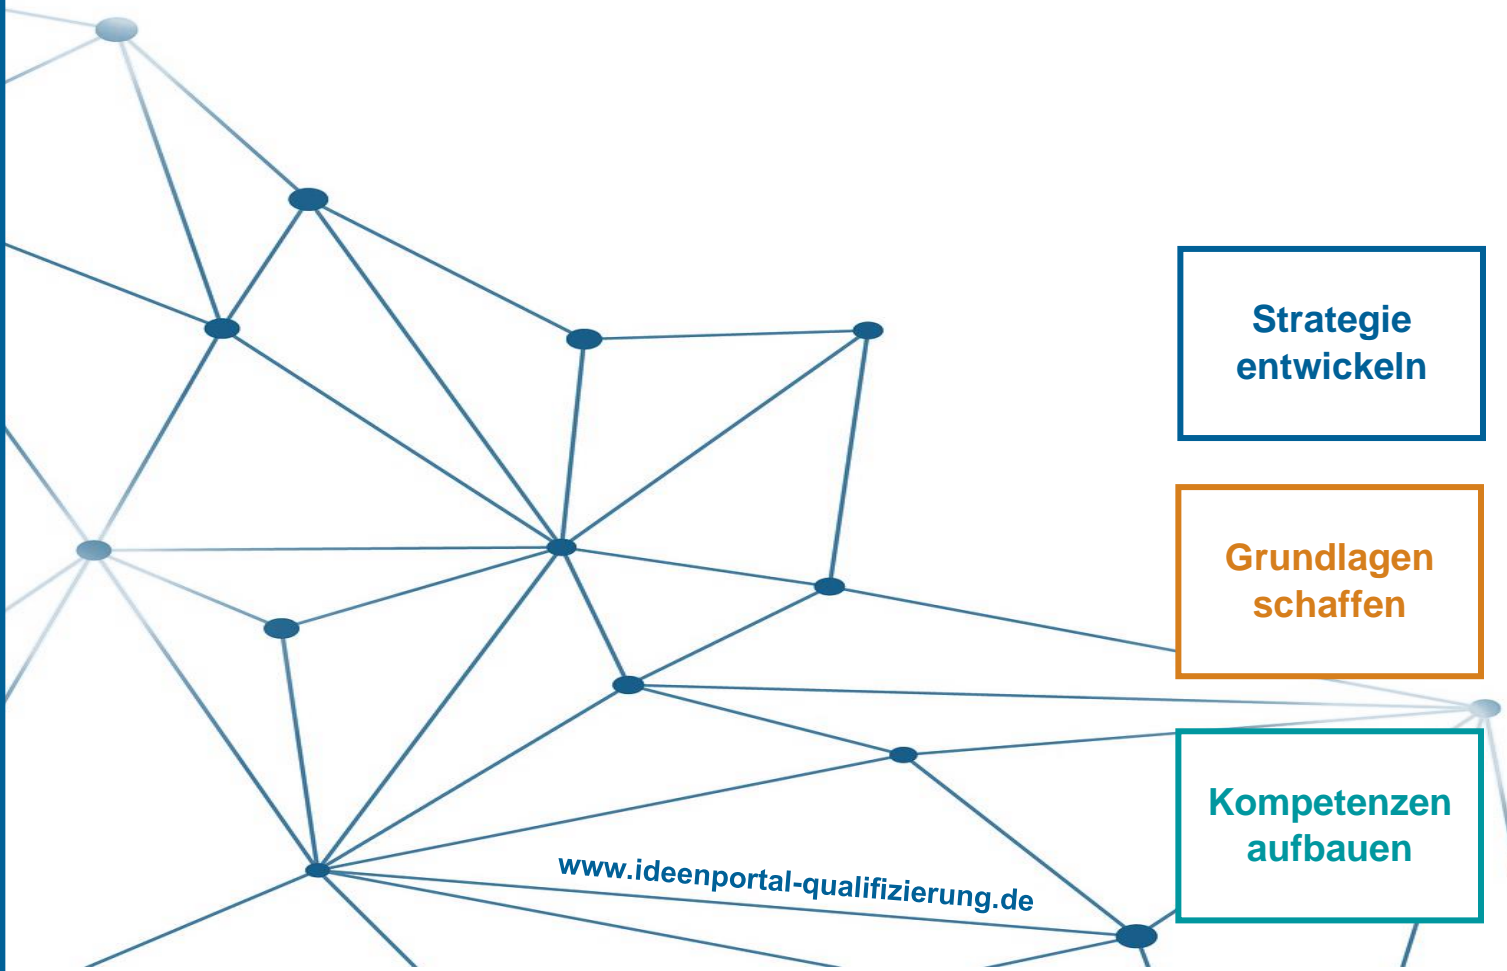 Strategie
entwickeln
Grundlagen
schaffen
Kompetenzen
aufbauen
www.ideenportal-qualifizierung.de